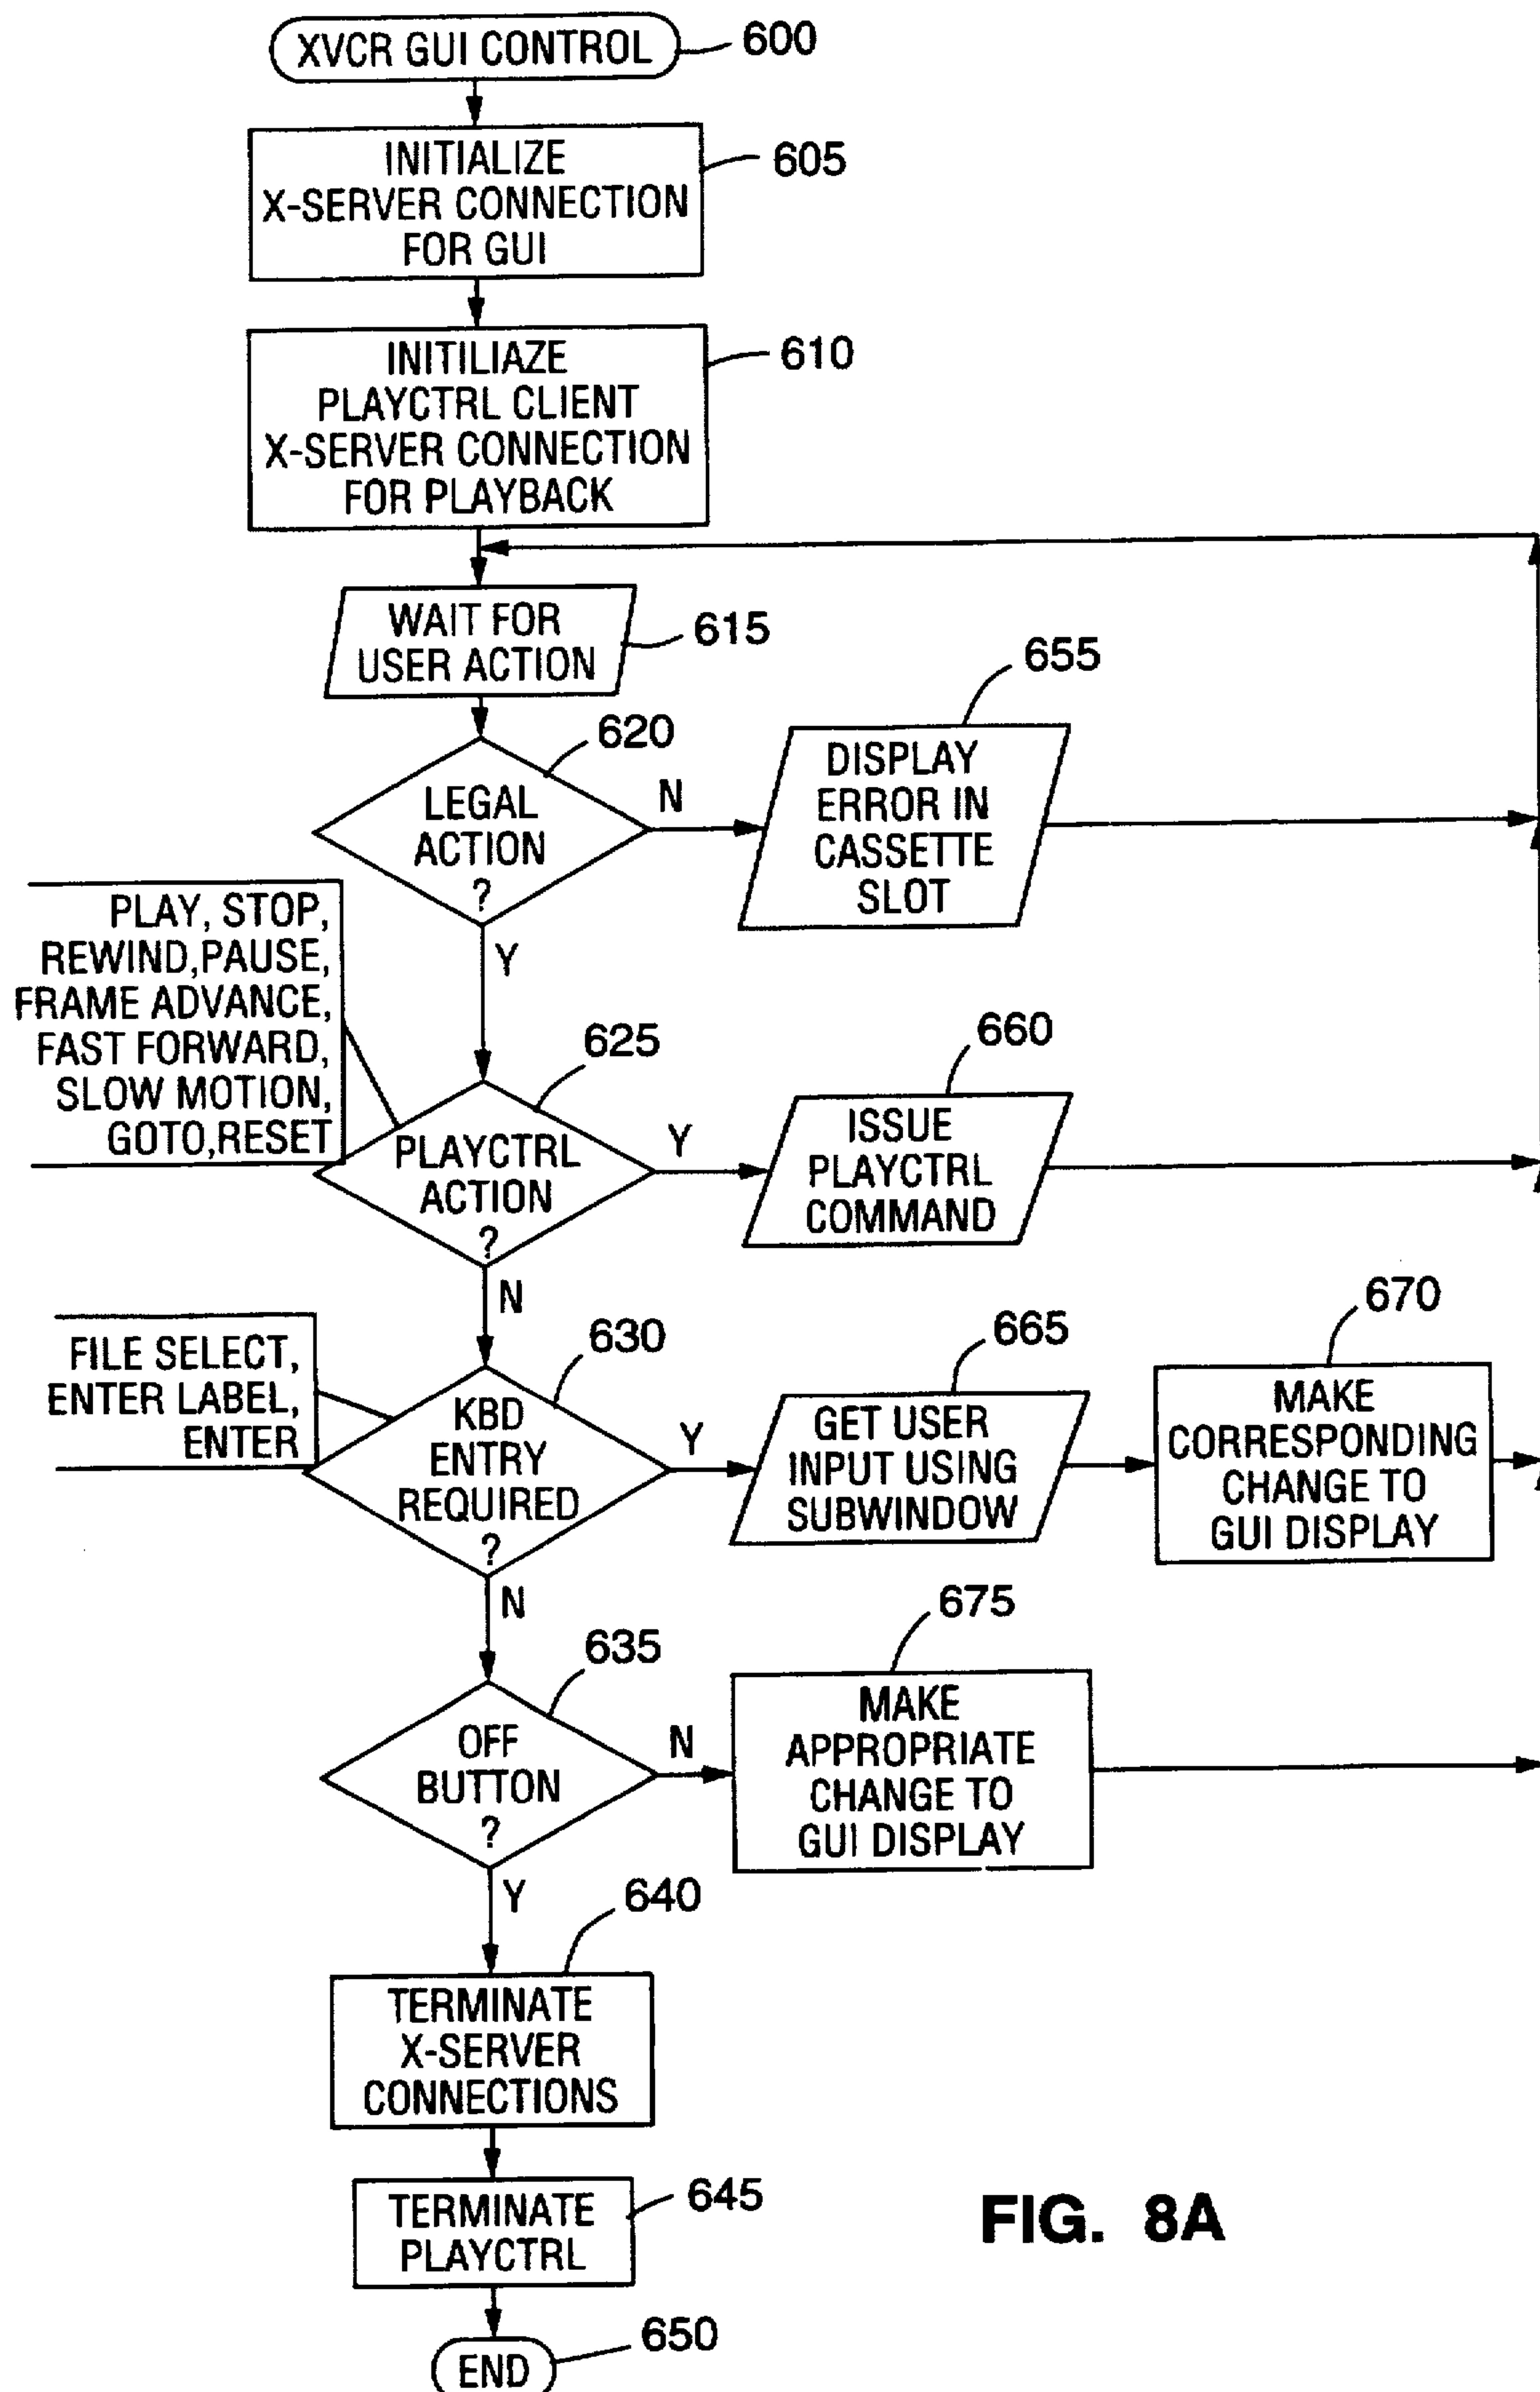 XVCR GUI CONTROL
600
INITIALIZE
X-SERVER CONNECTION
FOR GUI
605
INITILIAZE
PLAYCTRL CLIENT
X-SERVER CONNECTION
FOR PLAYBACK
610
WAIT FOR
USER ACTION
615
LEGAL
ACTION
?
620
N
Y
DISPLAY
ERROR IN
CASSETTE
SLOT
655
PLAY, STOP,
REWIND,PAUSE,
FRAME ADVANCE,
FAST FORWARD,
SLOW MOTION,
GOTO,RESET
PLAYCTRL
ACTION
?
625
Y
N
ISSUE
PLAYCTRL
COMMAND
660
FILE SELECT,
ENTER LABEL,
ENTER
KBD
ENTRY
REQUIRED
?
630
Y
N
GET USER
INPUT USING
SUBWINDOW
665
MAKE
CORRESPONDING
CHANGE TO
GUI DISPLAY
670
OFF
BUTTON
?
635
N
Y
MAKE
APPROPRIATE
CHANGE TO
GUI DISPLAY
675
TERMINATE
X-SERVER
CONNECTIONS
640
TERMINATE
PLAYCTRL
645
END
650
FIG. 8A